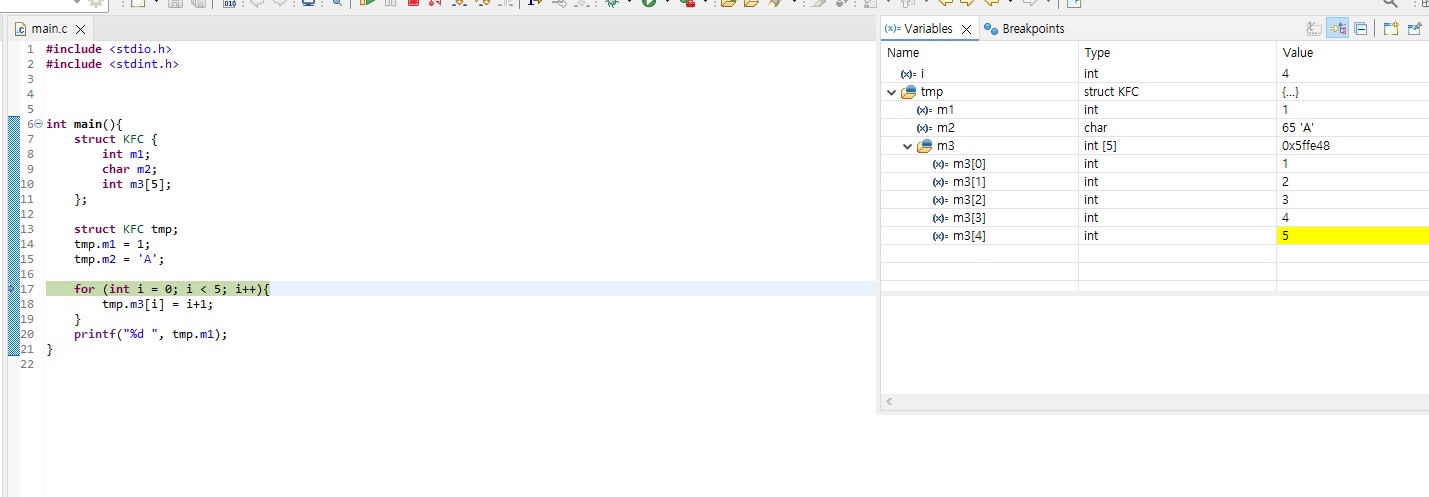 010
main.c
(x)= Variables
Breakpoints
1 #include <stdio.h>
2 #include <stdint.h>
3
4
5
6 int main(){
7 struct KFC {
8 int m1;
9 char m2;
10 int m3[5];
11 };
12
13 struct KFC tmp;
14 tmp.m1 = 1;
15 tmp.m2 = 'A';
16
17 for (int i = 0; i < 5; i++){
18 tmp.m3[i] = i+1;
19 }
20 printf("%d ", tmp.m1);
21 }
22
Name Type Value
(x)= i int 4
tmp struct KFC {...}
(x)= m1 int 1
(x)= m2 char 65 'A'
m3 int [5] 0x5ffe48
(x)= m3[0] int 1
(x)= m3[1] int 2
(x)= m3[2] int 3
(x)= m3[3] int 4
(x)= m3[4] int 5